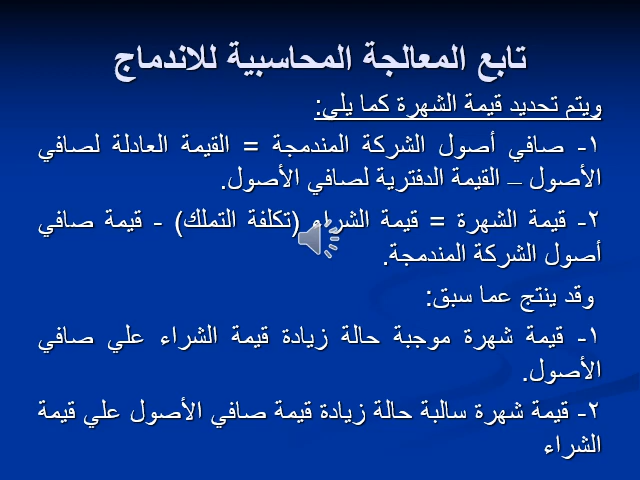 تابع المعالجة المحاسبية للاندماج
ويتم تحديد قيمة الشهرة كما يلي:
١- صافي أصول الشركة المندمجة = القيمة العادلة لصافي
الأصول – القيمة الدفترية لصافي الأصول.
٢- قيمة الشهرة = قيمة الشراء (تكلفة التملك) - قيمة صافي
أصول الشركة المندمجة.
وقد ينتج عما سبق:
١- قيمة شهرة موجبة حالة زيادة قيمة الشراء علي صافي
الأصول.
٢- قيمة شهرة سالبة حالة زيادة قيمة صافي الأصول علي قيمة
الشراء